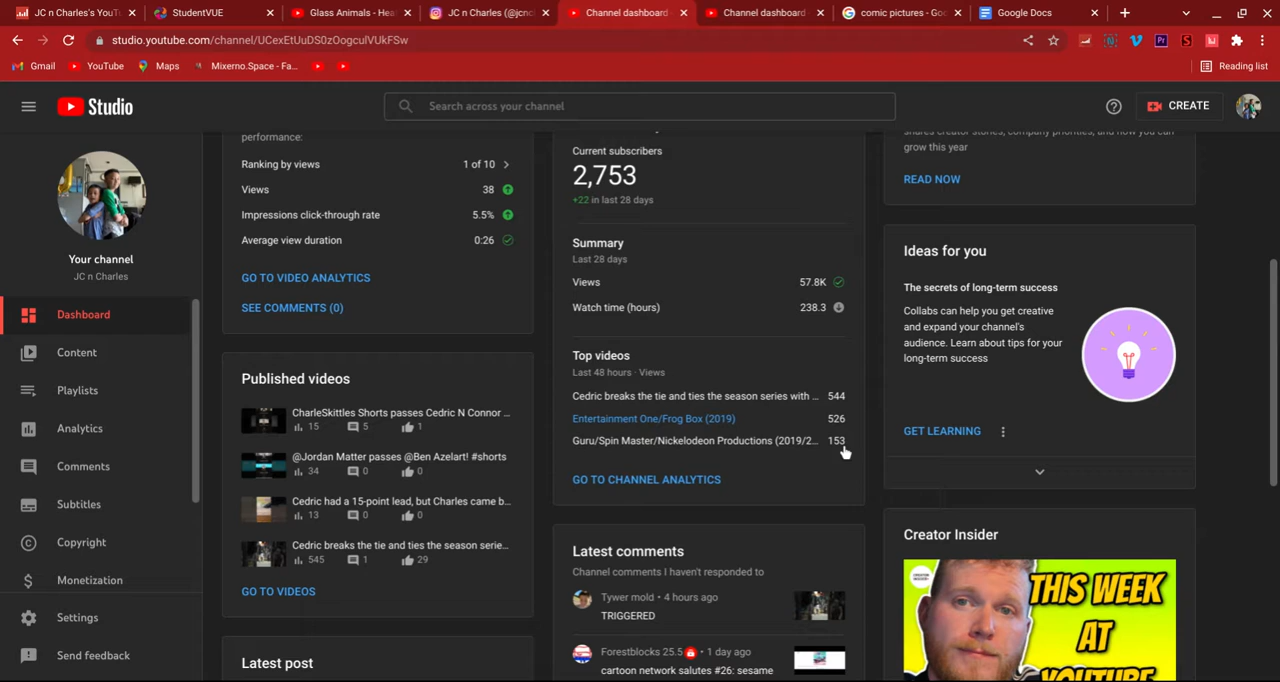 JC n Charles's YouTu
StudentVUE
Glass Animals - Hea
JC n Charles (@jcnc
Channel dashboard
Channel dashboard
comic pictures - Goo
Google Docs
studio.youtube.com/channel/UCexEtUuDS0zOogcuIVUkFSw
Gmail
YouTube
Maps
Mixerno.Space - Fa...
Reading list
Studio
Search across your channel
CREATE
Your channel
JC n Charles
Dashboard
Content
Playlists
Analytics
Comments
Subtitles
Copyright
Monetization
Settings
Send feedback
performance:
Ranking by views 1 of 10
Views 38
Impressions click-through rate 5.5%
Average view duration 0:26
GO TO VIDEO ANALYTICS
SEE COMMENTS (0)
Published videos
CharleSkittles Shorts passes Cedric N Connor ...
15 5 1
@Jordan Matter passes @Ben Azelart! #shorts
34 0 0
Cedric had a 15-point lead, but Charles came b...
13 0 0
Cedric breaks the tie and ties the season serie...
545 1 29
GO TO VIDEOS
Latest post
Current subscribers
2,753
+22 in last 28 days
Summary
Last 28 days
Views 57.8K
Watch time (hours) 238.3
Top videos
Last 48 hours · Views
Cedric breaks the tie and ties the season series with ... 544
Entertainment One/Frog Box (2019) 526
Guru/Spin Master/Nickelodeon Productions (2019/2... 153
GO TO CHANNEL ANALYTICS
Latest comments
Channel comments I haven't responded to
Tywer mold • 4 hours ago
TRIGGERED
Forestblocks 25.5 • 1 day ago
cartoon network salutes #26: sesame
shares creator stories, company priorities, and how you can
grow this year
READ NOW
Ideas for you
The secrets of long-term success
Collabs can help you get creative
and expand your channel's
audience. Learn about tips for your
long-term success
GET LEARNING
Creator Insider
THIS WEEK
AT
YOUTUBE